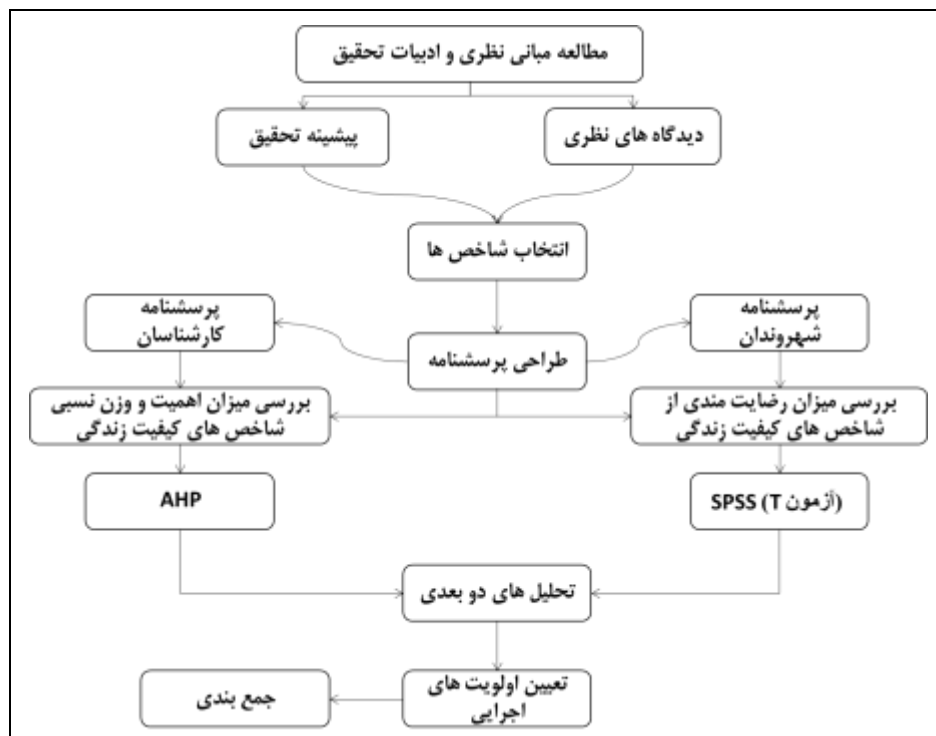 مطالعه مبانی نظری و ادبیات تحقیق
دیدگاه های نظری
پیشینه تحقیق
انتخاب شاخص ها
پرسشنامه
شهروندان
پرسشنامه
کارشناسان
طراحی پرسشنامه
بررسی میزان رضایت مندی از
شاخص های کیفیت زندگی
بررسی میزان اهمیت و وزن نسبی
شاخص های کیفیت زندگی
SPSS (آزمون T)
AHP
تحلیل های دو بعدی
تعیین اولویت های
اجرایی
جمع بندی